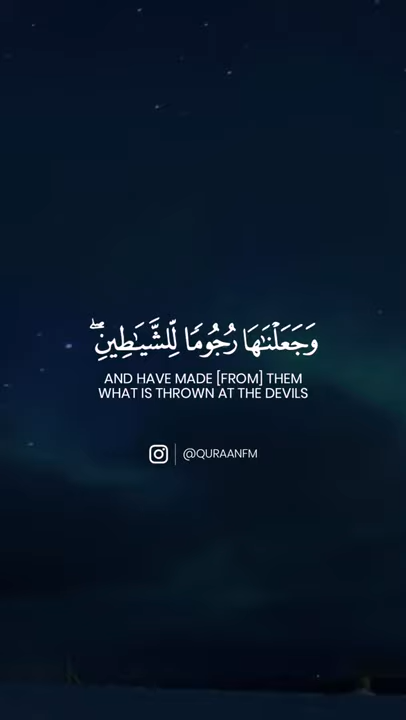 وَجَعَلْنَٰهَا رُجُومًا لِّلشَّيَٰطِينِ ۖ
AND HAVE MADE [FROM] THEM
WHAT IS THROWN AT THE DEVILS
@QURAANFM